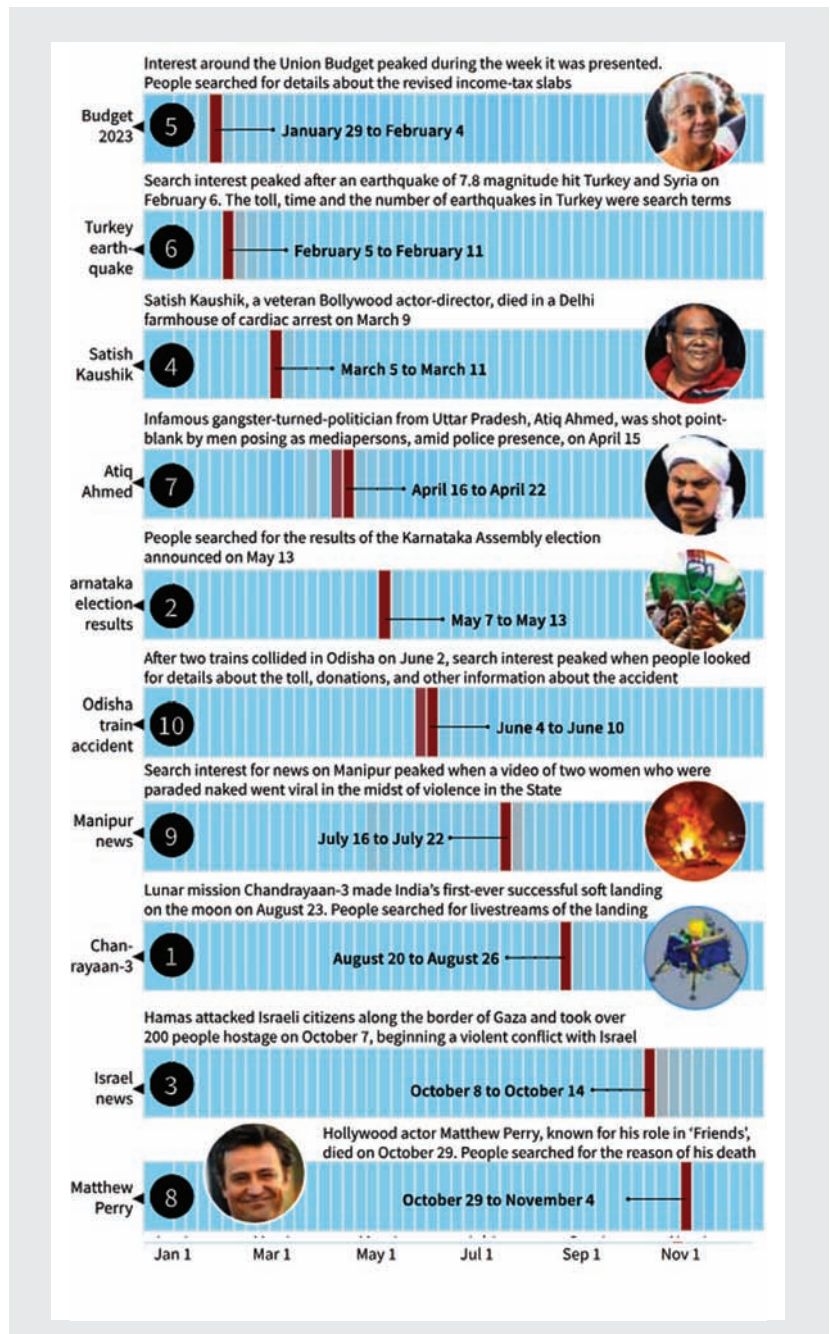 Interest around the Union Budget peaked during the week it was presented.
People searched for details about the revised income-tax slabs
Budget
2023
5
January 29 to February 4
Search interest peaked after an earthquake of 7.8 magnitude hit Turkey and Syria on
February 6. The toll, time and the number of earthquakes in Turkey were search terms
Turkey
earth-
quake
6
February 5 to February 11
Satish Kaushik, a veteran Bollywood actor-director, died in a Delhi
farmhouse of cardiac arrest on March 9
Satish
Kaushik
4
March 5 to March 11
Infamous gangster-turned-politician from Uttar Pradesh, Atiq Ahmed, was shot point-
blank by men posing as mediapersons, amid police presence, on April 15
Atiq
Ahmed
7
April 16 to April 22
People searched for the results of the Karnataka Assembly election
announced on May 13
arnataka
election
results
2
May 7 to May 13
After two trains collided in Odisha on June 2, search interest peaked when people looked
for details about the toll, donations, and other information about the accident
Odisha
train
accident
10
June 4 to June 10
Search interest for news on Manipur peaked when a video of two women who were
paraded naked went viral in the midst of violence in the State
Manipur
news
9
July 16 to July 22
Lunar mission Chandrayaan-3 made India's first-ever successful soft landing
on the moon on August 23. People searched for livestreams of the landing
Chan-
rayaan-3
1
August 20 to August 26
Hamas attacked Israeli citizens along the border of Gaza and took over
200 people hostage on October 7, beginning a violent conflict with Israel
Israel
news
3
October 8 to October 14
Hollywood actor Matthew Perry, known for his role in ‘Friends’,
died on October 29. People searched for the reason of his death
Matthew
Perry
8
October 29 to November 4
Jan 1 Mar 1 May 1 Jul 1 Sep 1 Nov 1